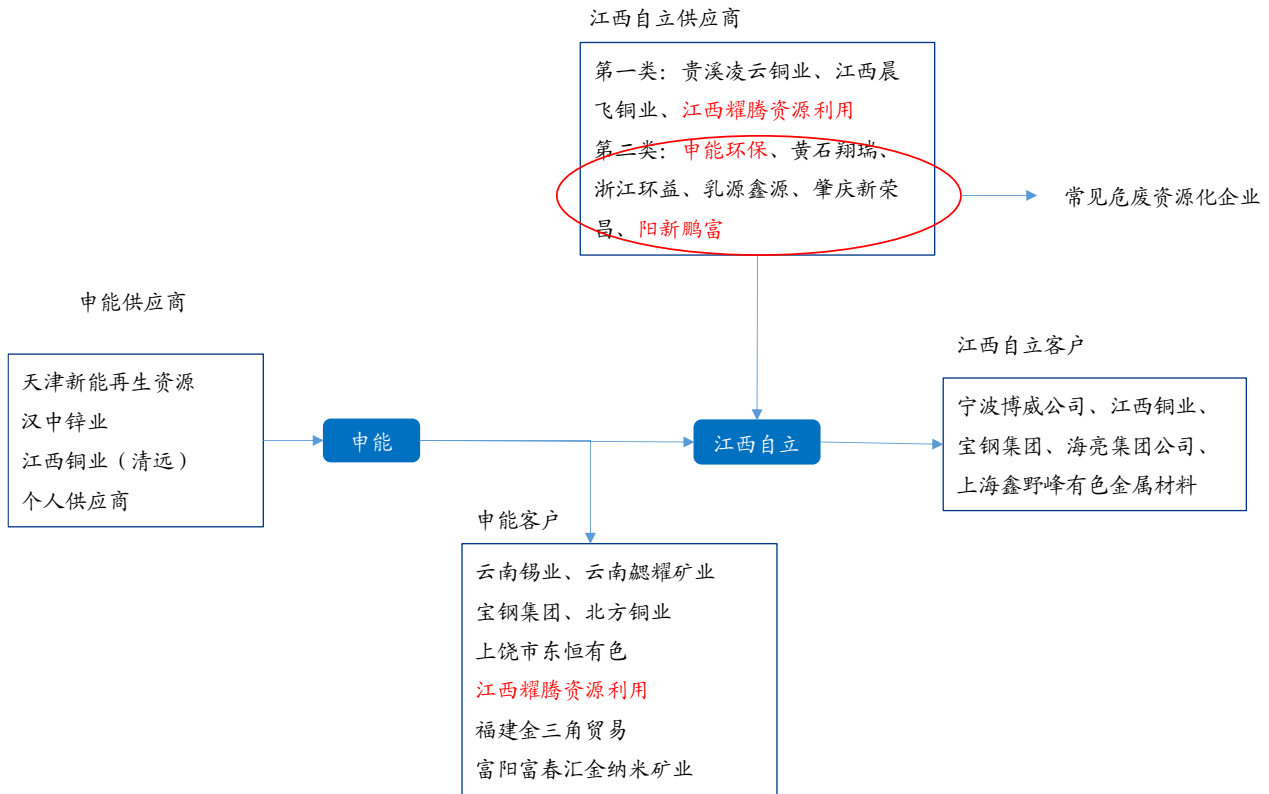 江西自立供应商
第一类：贵溪凌云铜业、江西晨
飞铜业、江西耀腾资源利用
第二类：申能环保、黄石翔瑞、
浙江环益、乳源鑫源、肇庆新荣
昌、阳新鹏富
常见危废资源化企业
申能供应商
天津新能再生资源
汉中锌业
江西铜业（清远）
个人供应商
申能
江西自立
江西自立客户
宁波博威公司、江西铜业、
宝钢集团、海亮集团公司、
上海鑫野峰有色金属材料
申能客户
云南锡业、云南勰耀矿业
宝钢集团、北方铜业
上饶市东恒有色
江西耀腾资源利用
福建金三角贸易
富阳富春汇金纳米矿业